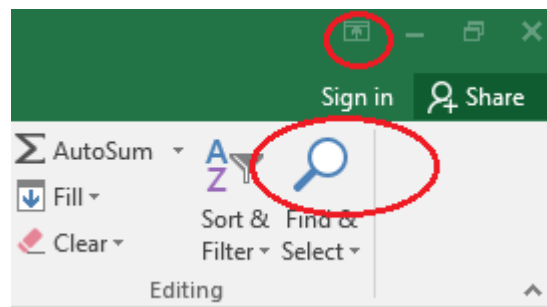 Sign in Share
AutoSum
Fill
Clear
A
Z
Sort &
Filter
Find &
Select
Editing